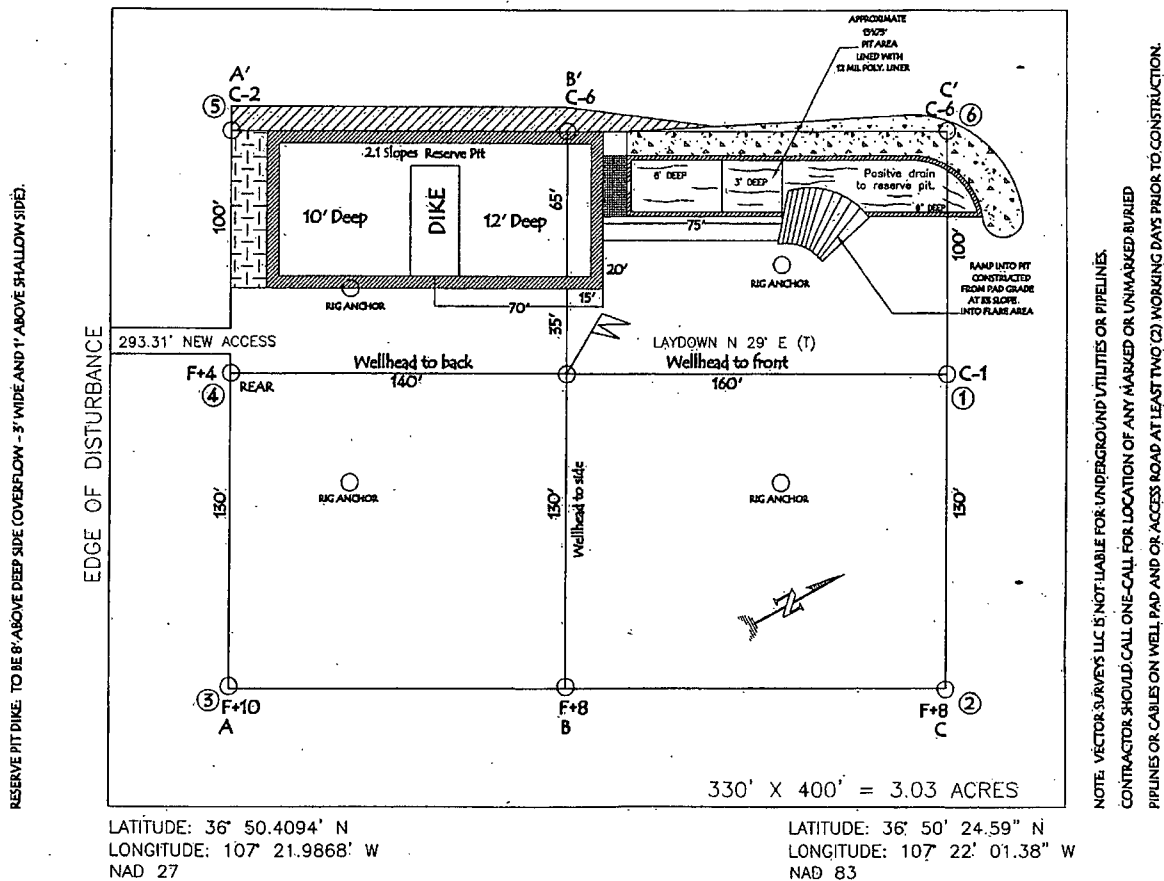 APPROXIMATE
PIT AREA
LINED WITH
12 MIL POLY. LINER
A'
C-2
B'
C-6
C'
C-6
⑤
⑥
2:1 Slopes Reserve Pit
10' Deep
DIKE
12' Deep
65'
6' DEEP
3' DEEP
Positive drain
to reserve pit.
6" DEEP
75'
100'
100'
RIG ANCHOR
70'
15'
20'
35'
RIG ANCHOR
RAMP INTO PIT
CONSTRUCTED
FROM PAD GRADE
AT 8% SLOPE
INTO FLARE AREA
293.31' NEW ACCESS
LAYDOWN N 29° E (T)
Wellhead to back
140'
Wellhead to front
160'
F+4
REAR
④
C-1
①
EDGE OF DISTURBANCE
RIG ANCHOR
RIG ANCHOR
130'
130'
Wellhead to side
130'
N
③
F+10
A
F+8
B
F+8
C
②
330' X 400' = 3.03 ACRES
LATITUDE: 36° 50.4094' N
LONGITUDE: 107° 21.9868' W
NAD 27
LATITUDE: 36° 50' 24.59" N
LONGITUDE: 107° 22' 01.38" W
NAD 83
RESERVE PIT DIKE: TO BE 8' ABOVE DEEP SIDE (OVERFLOW - 3' WIDE AND 1' ABOVE SHALLOW SIDE).
NOTE: VECTOR SURVEYS LLC IS NOT LIABLE FOR UNDERGROUND UTILITIES OR PIPELINES.
CONTRACTOR SHOULD CALL ONE-CALL FOR LOCATION OF ANY MARKED OR UNMARKED BURIED
PIPLINES OR CABLES ON WELL PAD AND OR ACCESS ROAD AT LEAST TWO (2) WORKING DAYS PRIOR TO CONSTRUCTION.